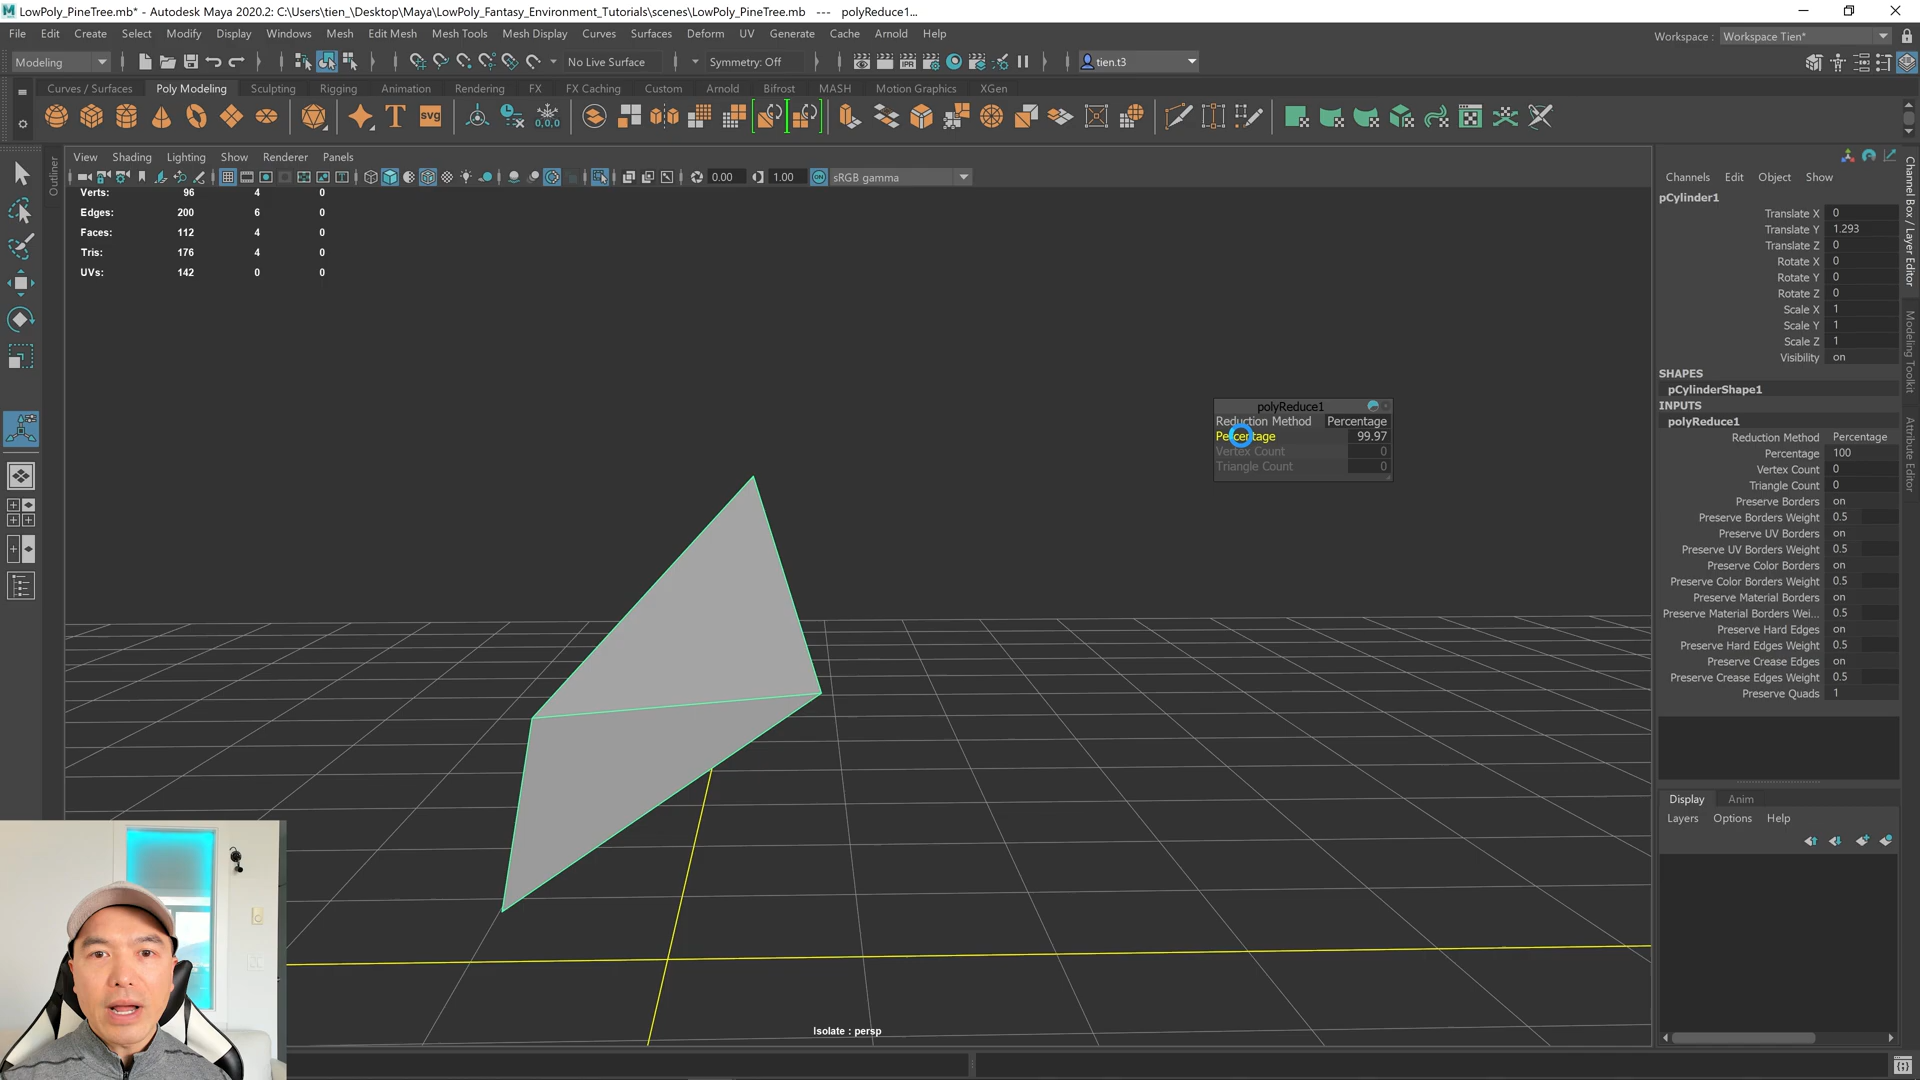 LowPoly_PineTree.mb* - Autodesk Maya 2020.2: C:\Users\tien_\Desktop\Maya\LowPoly_Fantasy_Environment_Tutorials\scenes\LowPoly_PineTree.mb --- polyReduce1...
File Edit Create Select Modify Display Windows Mesh Edit Mesh Mesh Tools Mesh Display Curves Surfaces Deform UV Generate Cache Arnold Help
Workspace : Workspace Tien*
Modeling No Live Surface Symmetry: Off tien.t3
Curves / Surfaces Poly Modeling Sculpting Rigging Animation Rendering FX FX Caching Custom Arnold Bifrost MASH Motion Graphics XGen
T svg 0,0,0
Outliner
View Shading Lighting Show Renderer Panels
0.00 1.00 ON sRGB gamma
Verts: 96 4 0
Edges: 200 6 0
Faces: 112 4 0
Tris: 176 4 0
UVs: 142 0 0
polyReduce1
Reduction Method Percentage
Percentage 99.97
Vertex Count 0
Triangle Count 0
Isolate : persp
Channels Edit Object Show
pCylinder1
Translate X 0
Translate Y 1.293
Translate Z 0
Rotate X 0
Rotate Y 0
Rotate Z 0
Scale X 1
Scale Y 1
Scale Z 1
Visibility on
SHAPES
pCylinderShape1
INPUTS
polyReduce1
Reduction Method Percentage
Percentage 100
Vertex Count 0
Triangle Count 0
Preserve Borders on
Preserve Borders Weight 0.5
Preserve UV Borders on
Preserve UV Borders Weight 0.5
Preserve Color Borders on
Preserve Color Borders Weight 0.5
Preserve Material Borders on
Preserve Material Borders Wei... 0.5
Preserve Hard Edges on
Preserve Hard Edges Weight 0.5
Preserve Crease Edges on
Preserve Crease Edges Weight 0.5
Preserve Quads 1
Display Anim
Layers Options Help
Channel Box / Layer Editor
Modeling Toolkit
Attribute Editor